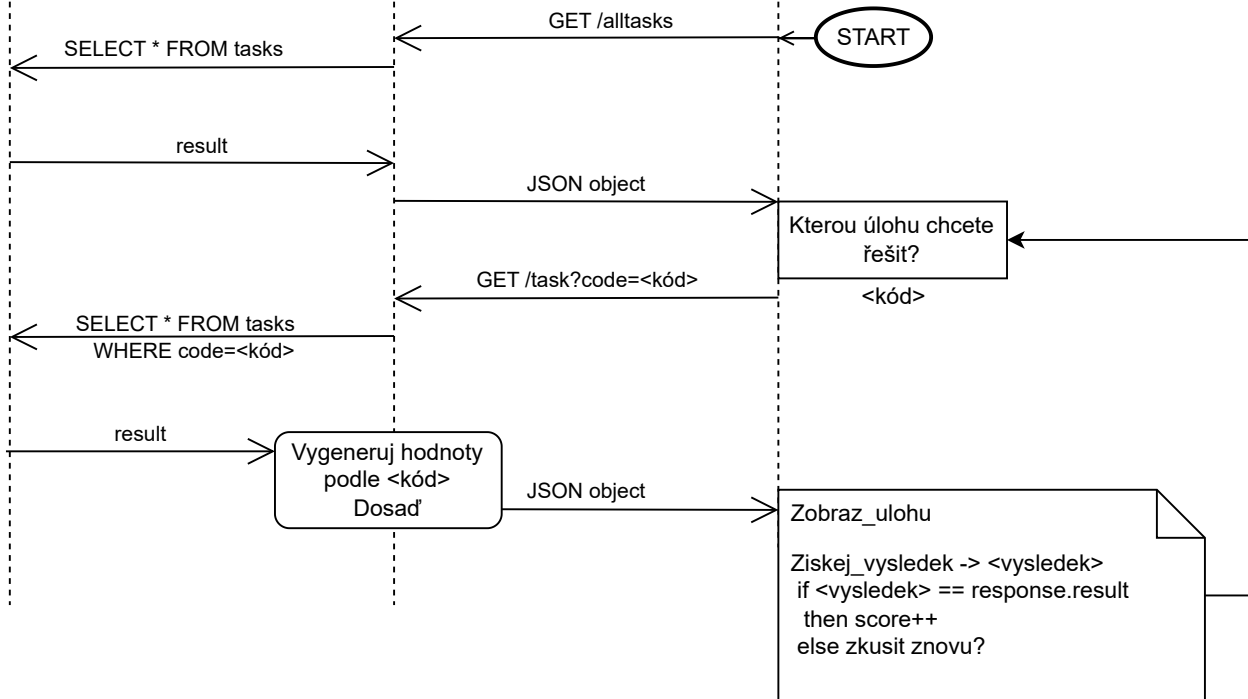 GET /alltasks
START
SELECT * FROM tasks
result
JSON object
Kterou úlohu chcete
řešit?
GET /task?code=<kód>
<kód>
SELECT * FROM tasks
WHERE code=<kód>
result
Vygeneruj hodnoty
podle <kód>
Dosaď
JSON object
Zobraz_ulohu
Ziskej_vysledek -> <vysledek>
if <vysledek> == response.result
then score++
else zkusit znovu?